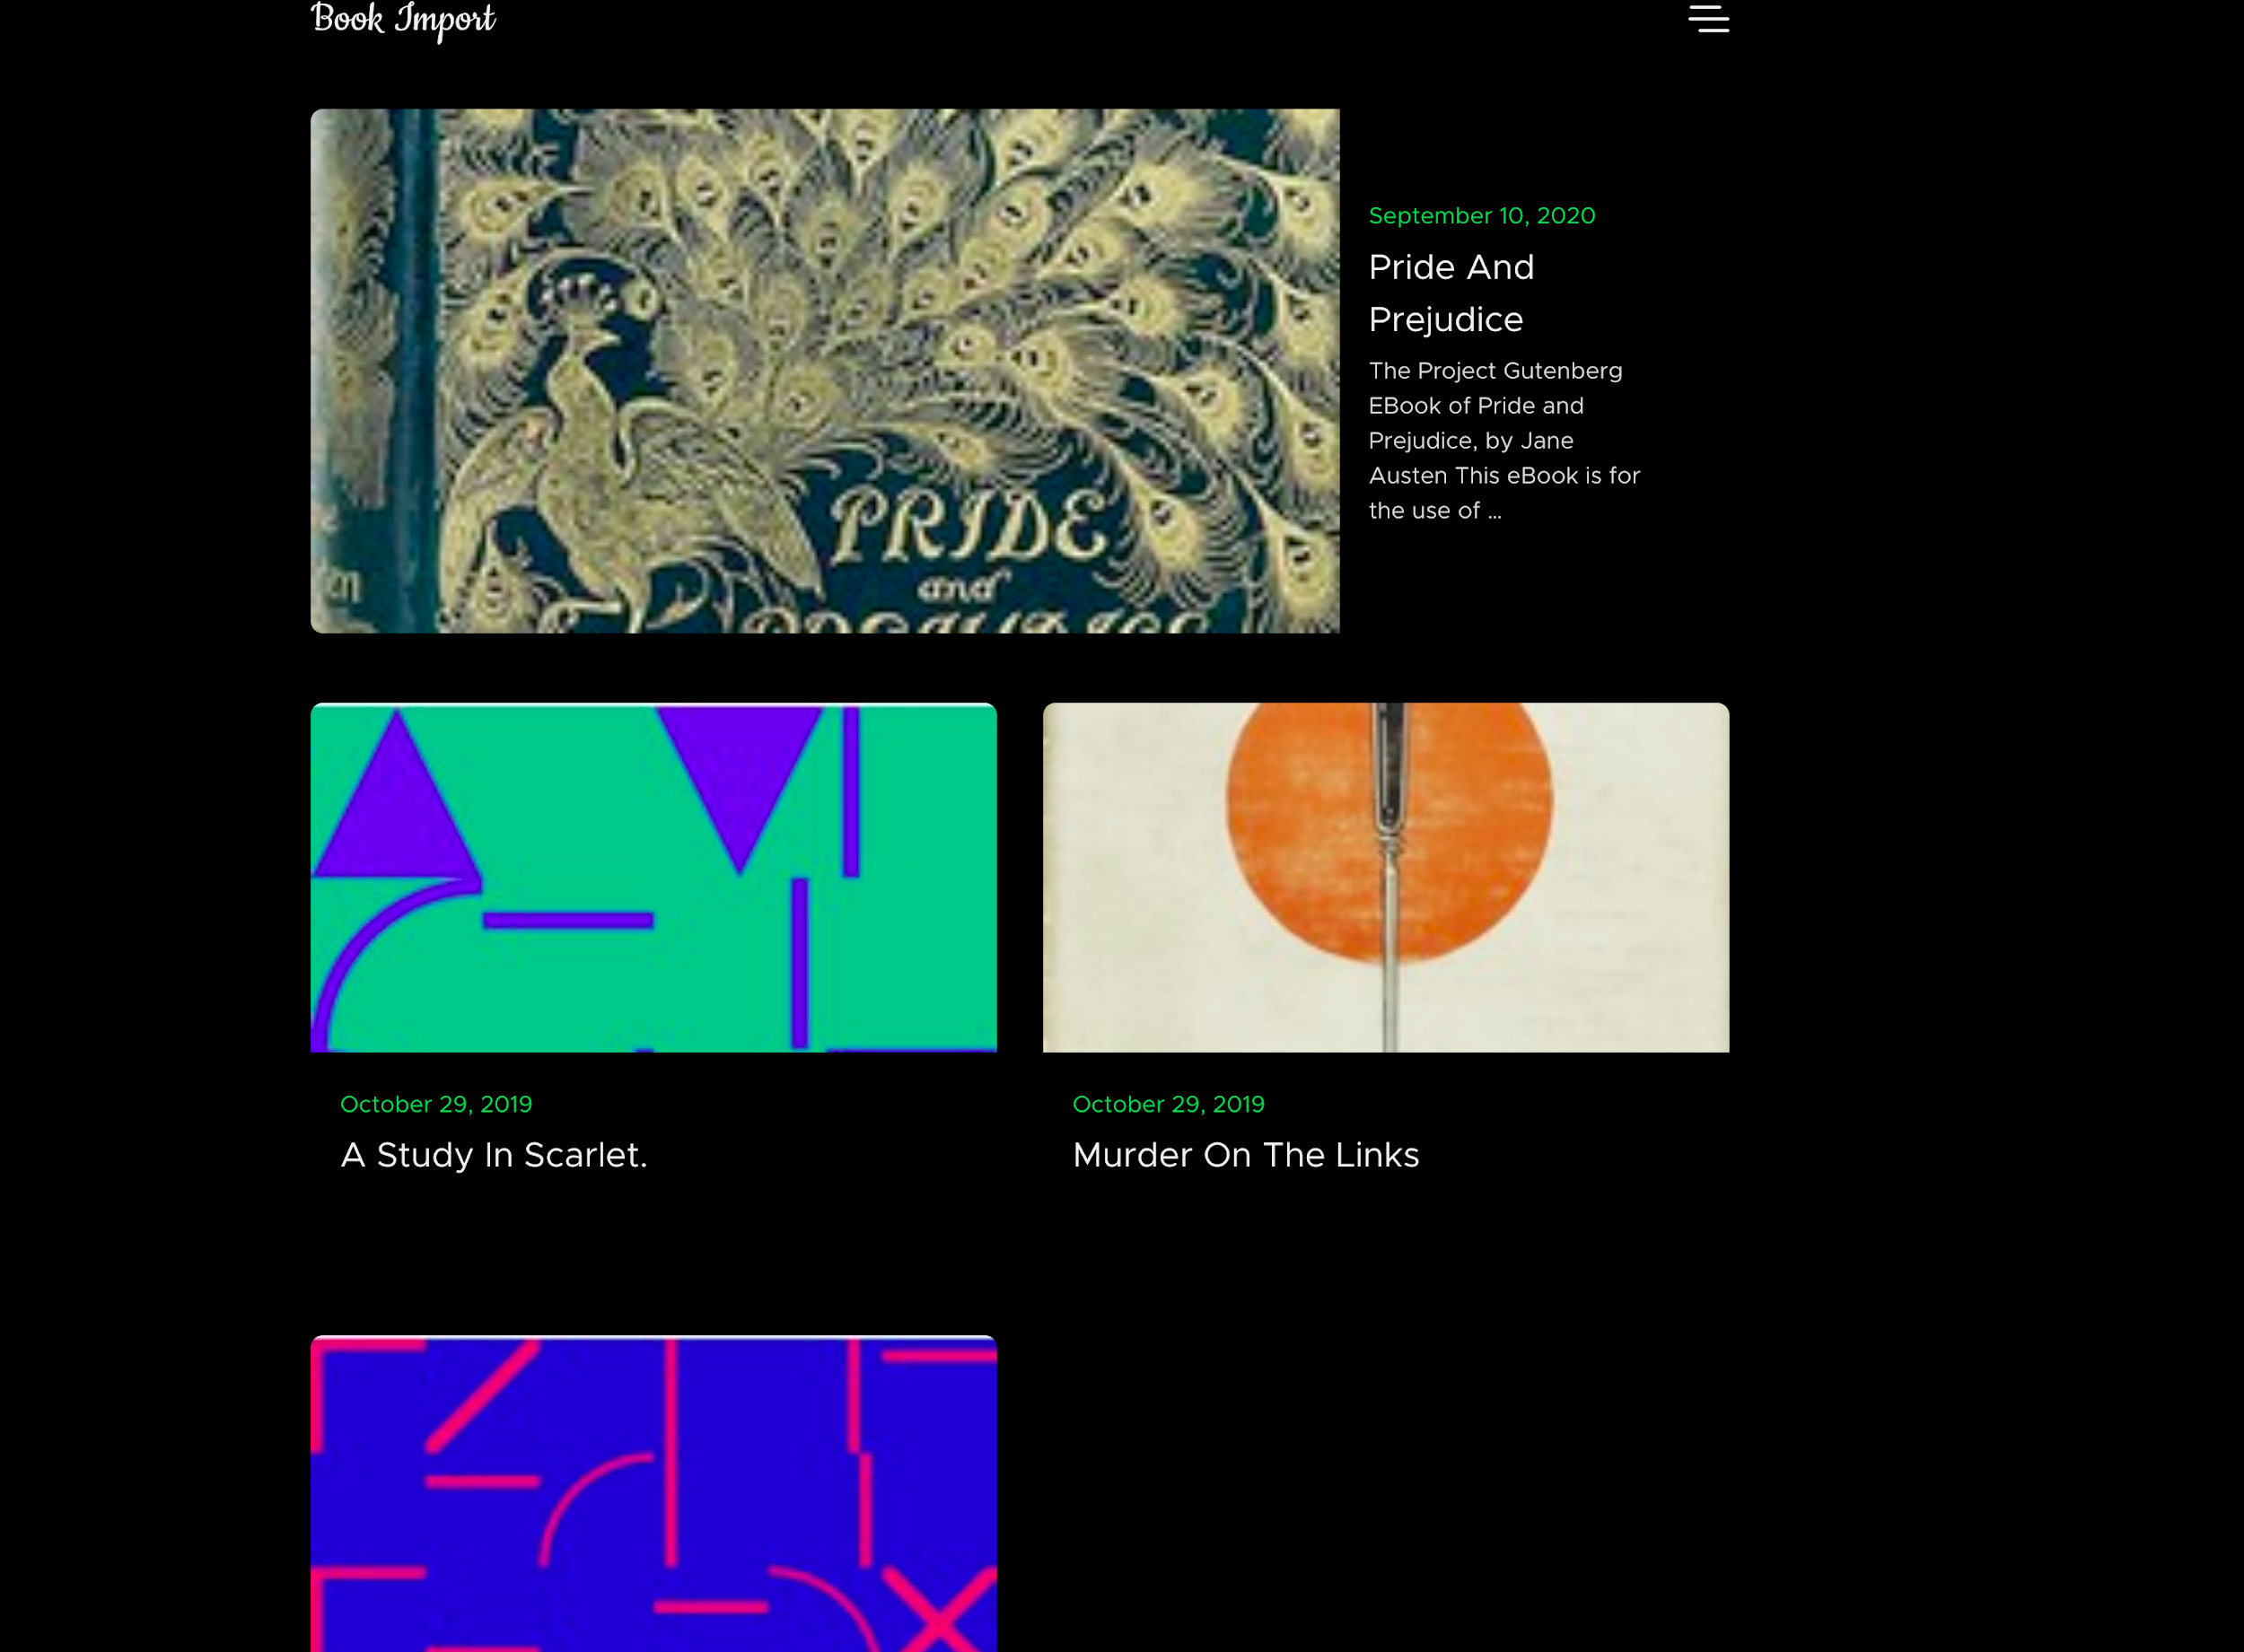 Book Import
PRIDE
and
September 10, 2020
Pride And
Prejudice
The Project Gutenberg
EBook of Pride and
Prejudice, by Jane
Austen This eBook is for
the use of ...
October 29, 2019
A Study In Scarlet.
October 29, 2019
Murder On The Links